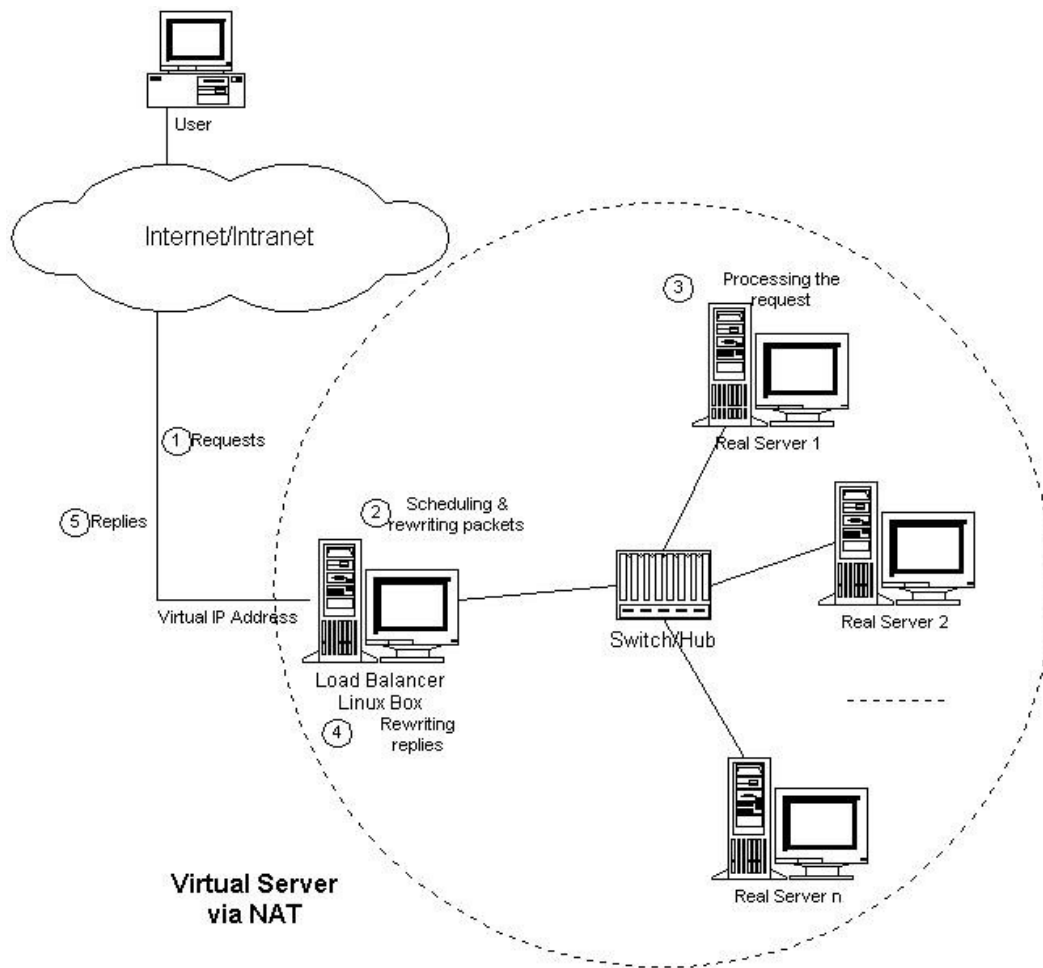 User
Internet/Intranet
3
Processing the
request
Real Server 1
1
Requests
5
Replies
2
Scheduling &
rewriting packets
Virtual IP Address
Switch/Hub
Real Server 2
Load Balancer
Linux Box
4
Rewriting
replies
Real Server n
Virtual Server
via NAT